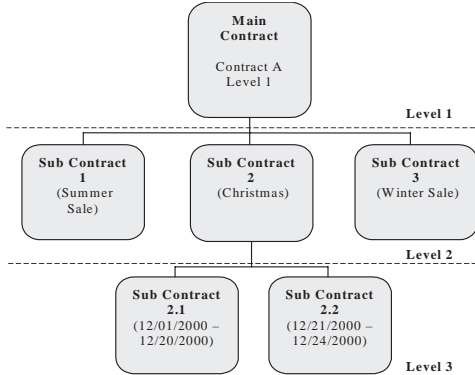 Main
Contract
Contract A
Level 1
Level 1
Sub Contract
1
(Summer
Sale)
Sub Contract
2
(Christmas)
Sub Contract
3
(Winter Sale)
Level 2
Sub Contract
2.1
(12/01/2000 –
12/20/2000)
Sub Contract
2.2
(12/21/2000 –
12/24/2000)
Level 3